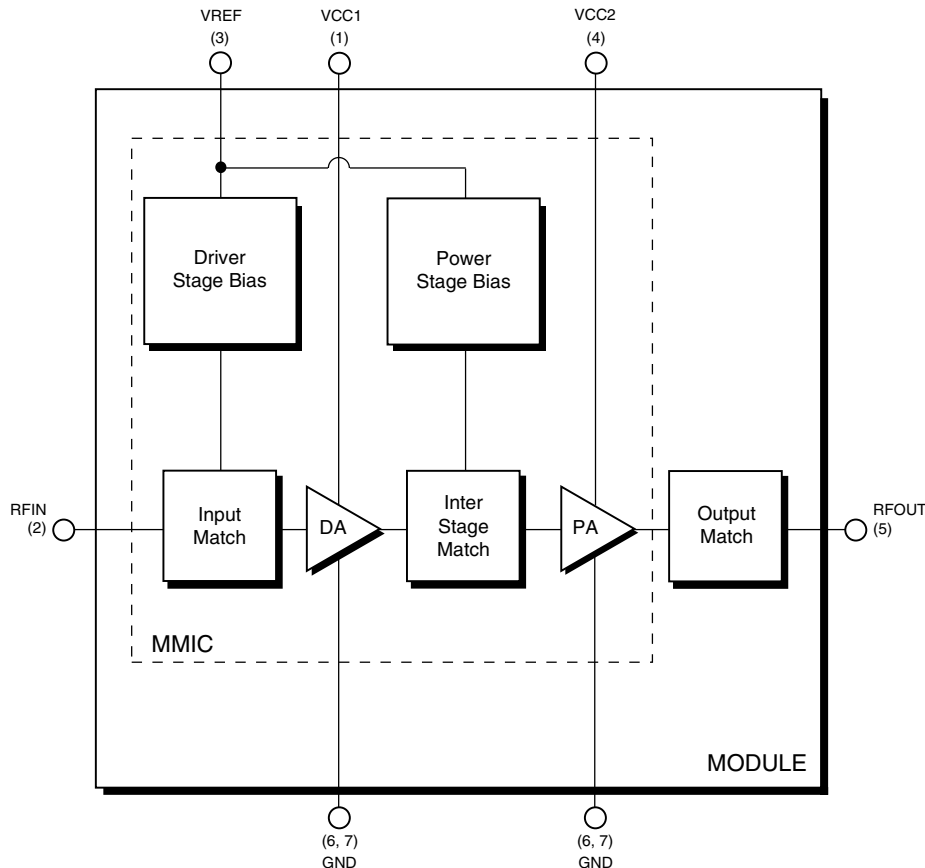 VREF
(3)
VCC1
(1)
VCC2
(4)
Driver
Stage Bias
Power
Stage Bias
RFIN
(2)
Input
Match
DA
Inter
Stage
Match
PA
Output
Match
RFOUT
(5)
MMIC
MODULE
(6, 7)
GND
(6, 7)
GND